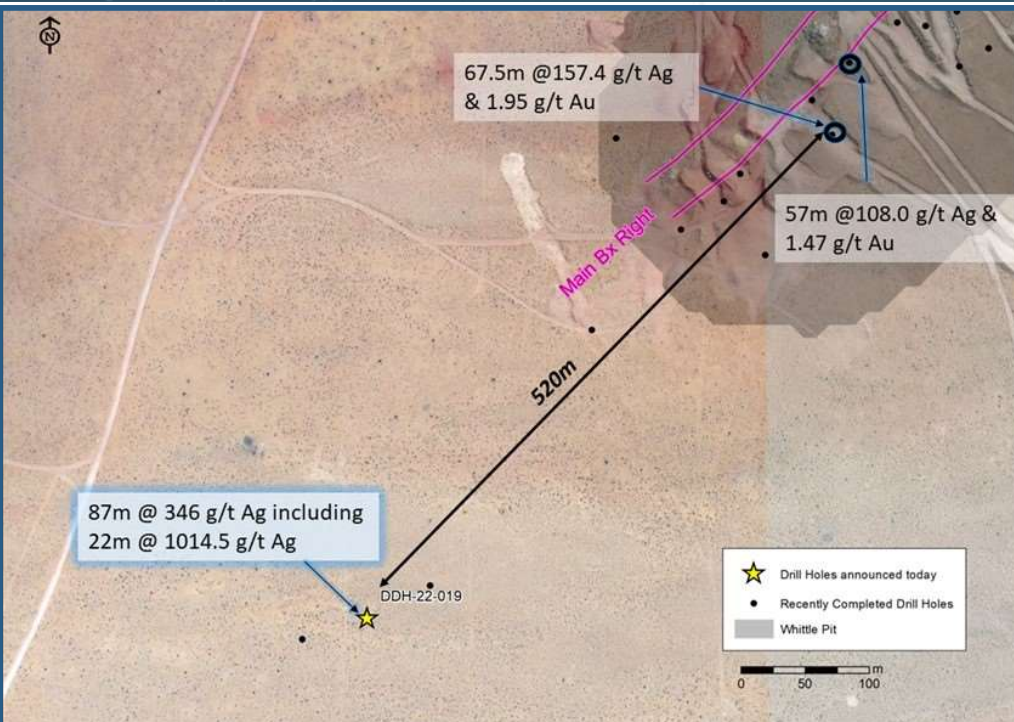 N
67.5m @157.4 g/t Ag
& 1.95 g/t Au
57m @108.0 g/t Ag &
1.47 g/t Au
Main Bx Right
520m
87m @ 346 g/t Ag including
22m @ 1014.5 g/t Ag
DDH-22-019
Drill Holes announced today
Recently Completed Drill Holes
Whittle Pit
m
0 50 100